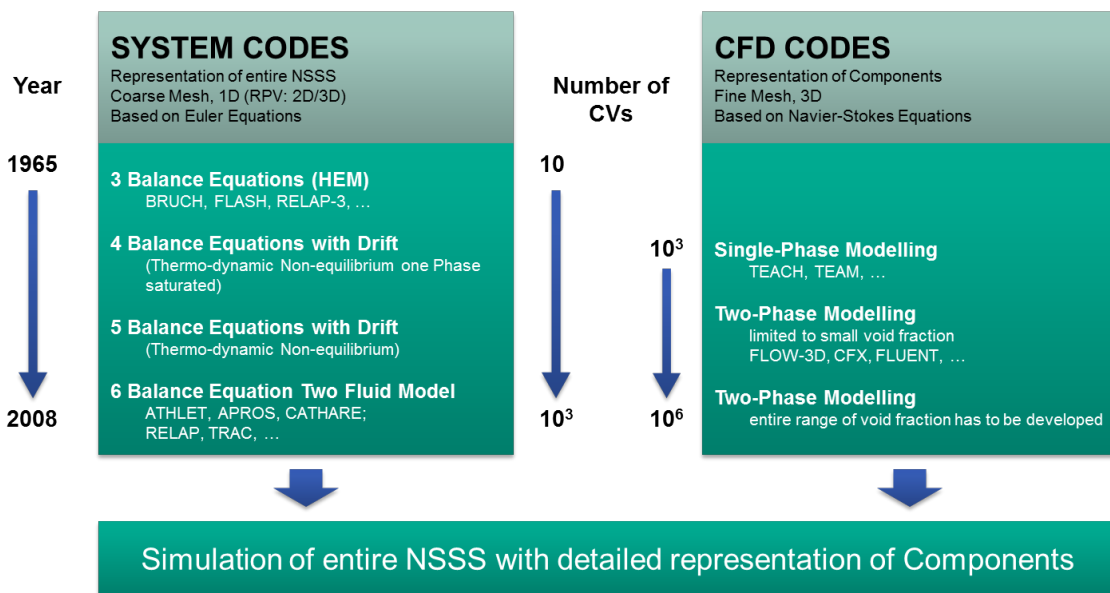 Year
1965
2008
SYSTEM CODES
Representation of entire NSSS
Coarse Mesh, 1D (RPV: 2D/3D)
Based on Euler Equations
3 Balance Equations (HEM)
BRUCH, FLASH, RELAP-3, …
4 Balance Equations with Drift
(Thermo-dynamic Non-equilibrium one Phase
saturated)
5 Balance Equations with Drift
(Thermo-dynamic Non-equilibrium)
6 Balance Equation Two Fluid Model
ATHLET, APROS, CATHARE;
RELAP, TRAC, …
Number of
CVs
10
10³
10³
10⁶
CFD CODES
Representation of Components
Fine Mesh, 3D
Based on Navier-Stokes Equations
Single-Phase Modelling
TEACH, TEAM, …
Two-Phase Modelling
limited to small void fraction
FLOW-3D, CFX, FLUENT, …
Two-Phase Modelling
entire range of void fraction has to be developed
Simulation of entire NSSS with detailed representation of Components